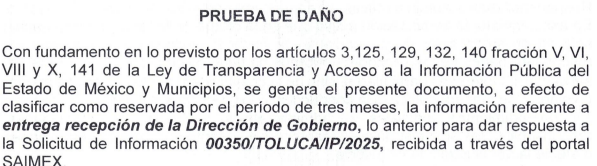 PRUEBA DE DAÑO
Con fundamento en lo previsto por los artículos 3,125, 129, 132, 140 fracción V, VI,
VIII y X, 141 de la Ley de Transparencia y Acceso a la Información Pública del
Estado de México y Municipios, se genera el presente documento, a efecto de
clasificar como reservada por el período de tres meses, la información referente a
entrega recepción de la Dirección de Gobierno, lo anterior para dar respuesta a
la Solicitud de Información 00350/TOLUCA/IP/2025, recibida a través del portal
SAIMEX